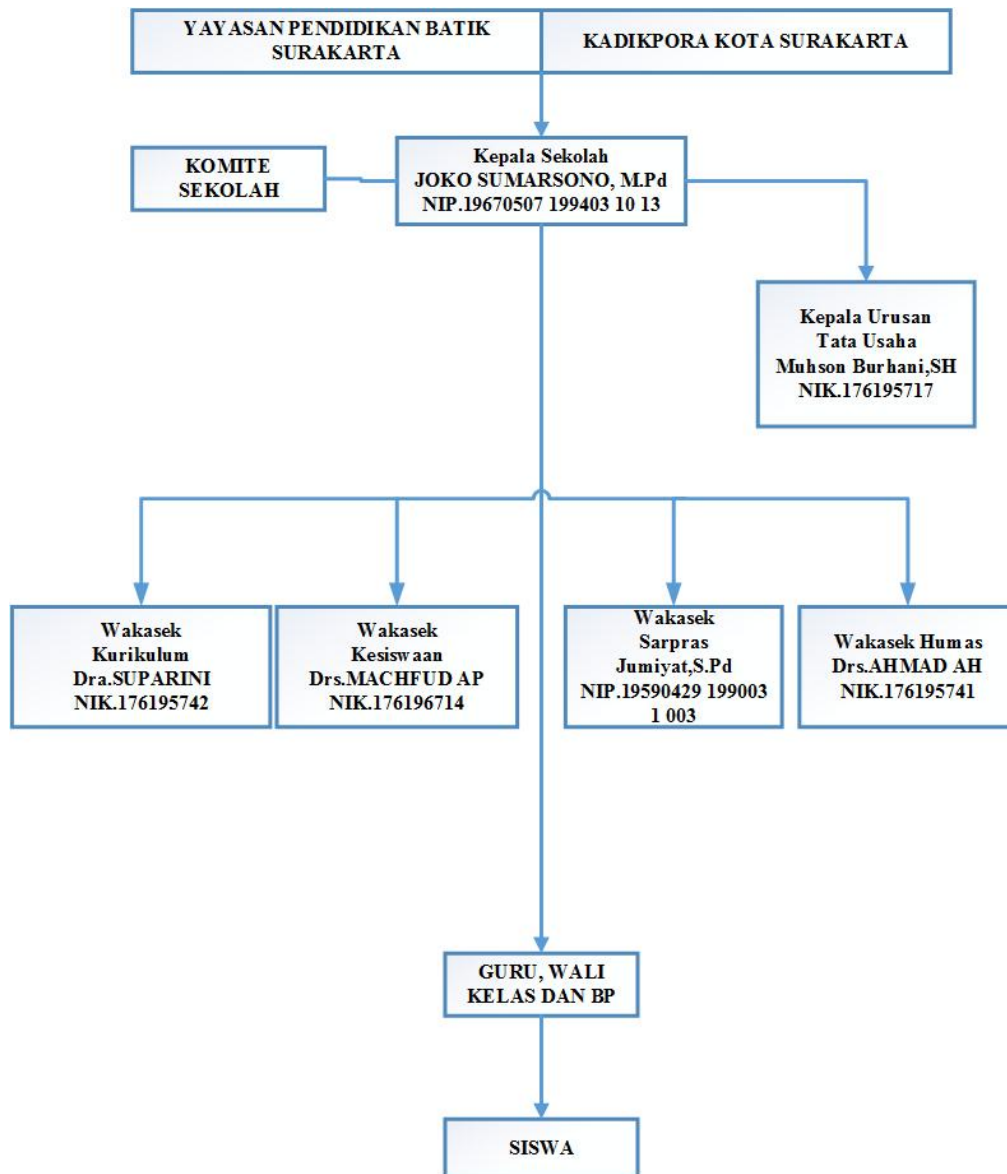 YAYASAN PENDIDIKAN BATIK
SURAKARTA
KADIKPORA KOTA SURAKARTA
KOMITE
SEKOLAH
Kepala Sekolah
JOKO SUMARSONO, M.Pd
NIP.19670507 199403 10 13
Kepala Urusan
Tata Usaha
Muhson Burhani,SH
NIK.176195717
Wakasek
Kurikulum
Dra.SUPARINI
NIK.176195742
Wakasek
Kesiswaan
Drs.MACHFUD AP
NIK.176196714
Wakasek
Sarpras
Jumiyat,S.Pd
NIP.19590429 199003
1 003
Wakasek Humas
Drs.AHMAD AH
NIK.176195741
GURU, WALI
KELAS DAN BP
SISWA